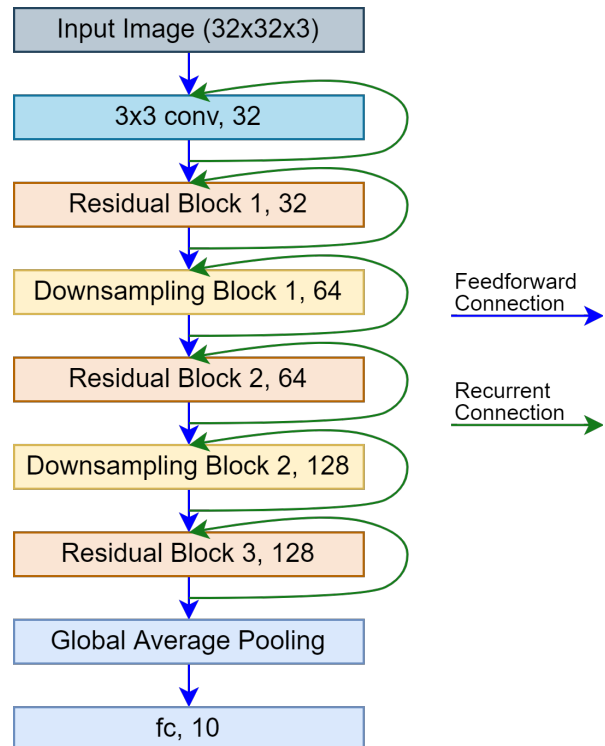 Input Image (32x32x3)
3x3 conv, 32
Residual Block 1, 32
Downsampling Block 1, 64
Residual Block 2, 64
Downsampling Block 2, 128
Residual Block 3, 128
Global Average Pooling
fc, 10
Feedforward
Connection
Recurrent
Connection